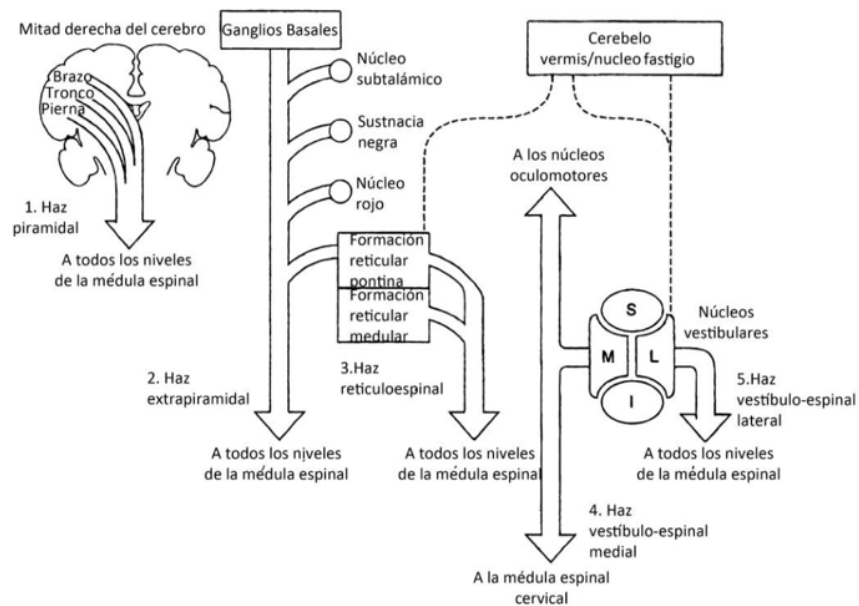 Mitad derecha del cerebro
Brazo
Tronco
Pierna
1. Haz
piramidal
A todos los niveles
de la médula espinal
Ganglios Basales
Núcleo
subtalámico
Sustnacia
negra
Núcleo
rojo
Formación
reticular
pontina
Formación
reticular
medular
2. Haz
extrapiramidal
A todos los niveles
de la médula espinal
3.Haz
reticuloespinal
A todos los niveles
de la médula espinal
Cerebelo
vermis/nucleo fastigio
A los núcleos
oculomotores
Núcleos
vestibulares
S
M
L
I
4. Haz
vestíbulo-espinal
medial
A la médula espinal
cervical
5.Haz
vestíbulo-espinal
lateral
A todos los niveles
de la médula espinal